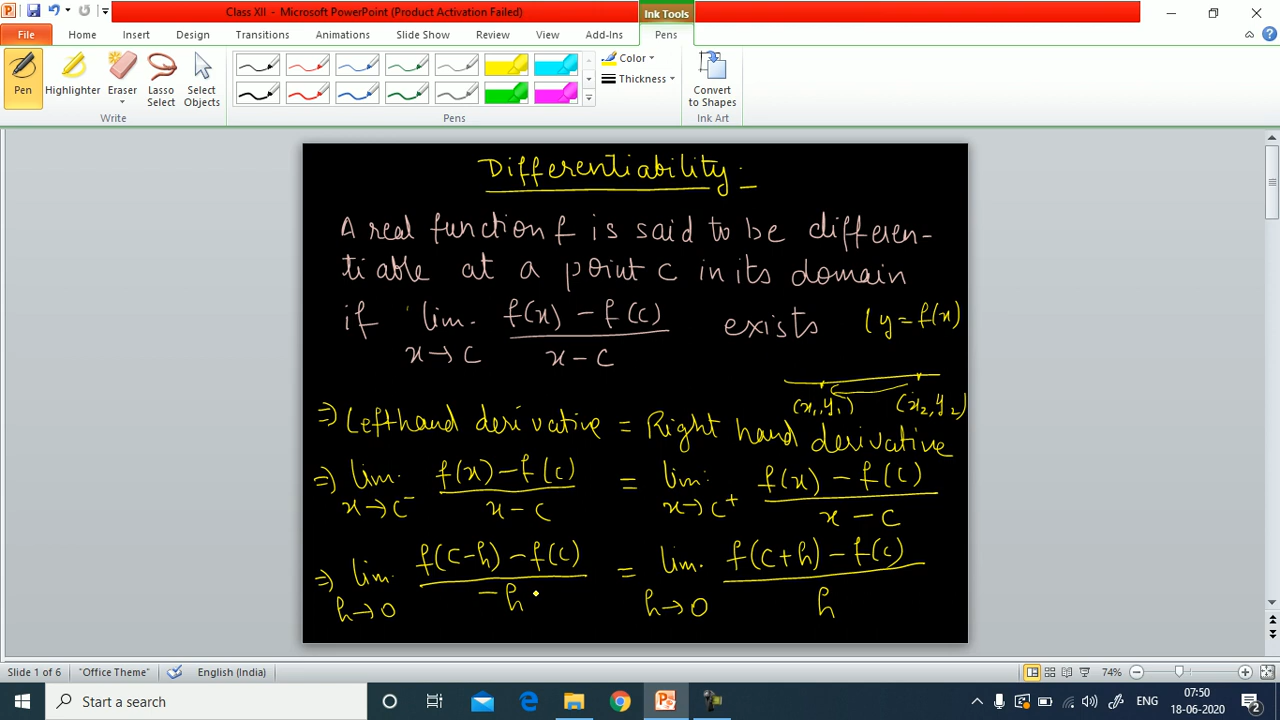 Class XII - Microsoft PowerPoint (Product Activation Failed)
Ink Tools
File Home Insert Design Transitions Animations Slide Show Review View Add-Ins Pens
Pen Highlighter Eraser Lasso Select Select Objects
Color
Thickness
Convert to Shapes
Write Pens Ink Art
Differentiability:-
A real function f is said to be differen-
tiable at a point c in its domain
if lim. x→c (f(x) - f(c))/(x - c) exists (y = f(x)
(x₁,y₁) (x₂,y₂)
⇒ Lefthand derivative = Right hand derivative
⇒ lim. x→c⁻ (f(x) - f(c))/(x - c) = lim. x→c⁺ (f(x) - f(c))/(x - c)
⇒ lim. h→0 (f(c-h) - f(c))/(-h) = lim. h→0 (f(c+h) - f(c))/h
Slide 1 of 6 "Office Theme" English (India) 74%
Type here to search
ENG
07:50
18-06-2020
2